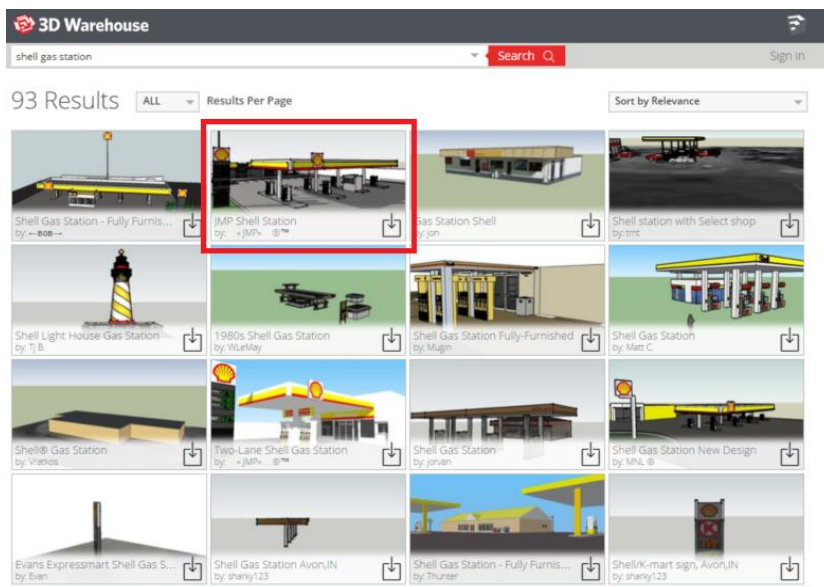 3D Warehouse
shell gas station
Search
Sign In
93 Results
ALL
Results Per Page
Sort by Relevance
Shell Gas Station - Fully Furnis...
by: ←BOB→
JMP Shell Station
by: «JMP» ®™
Gas Station Shell
by: jon
Shell station with Select shop
by: tmt
Shell Light House Gas Station
by: Tj B.
1980s Shell Gas Station
by: WLeMay
Shell Gas Station Fully-Furnished
by: Mugin
Shell Gas Station
by: Matt C.
Shell® Gas Station
by: Vratkos
Two-Lane Shell Gas Station
by: «JMP» ®™
Shell Gas Station
by: jorvan
Shell Gas Station New Design
by: MNL ®
Evans Expressmart Shell Gas S...
by: Evan
Shell Gas Station Avon,IN
by: sharky123
Shell Gas Station - Fully Furnis...
by: Thunter
Shell/K-mart sign, Avon,IN
by: sharky123